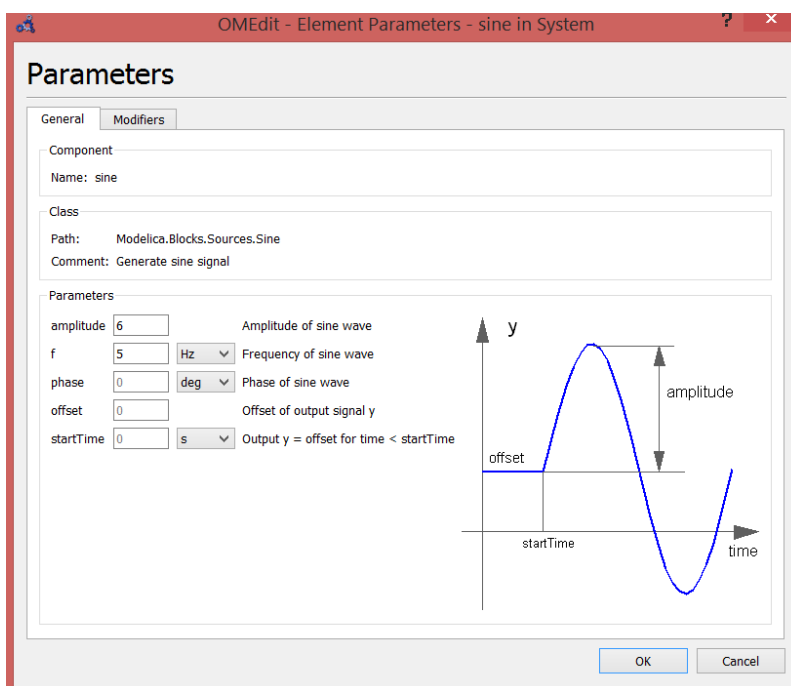 OMEdit - Element Parameters - sine in System ? ×
Parameters
General Modifiers
Component
Name: sine
Class
Path: Modelica.Blocks.Sources.Sine
Comment: Generate sine signal
Parameters
amplitude 6 Amplitude of sine wave
f 5 Hz Frequency of sine wave
phase 0 deg Phase of sine wave
offset 0 Offset of output signal y
startTime 0 s Output y = offset for time < startTime
y
amplitude
offset
startTime
time
OK Cancel